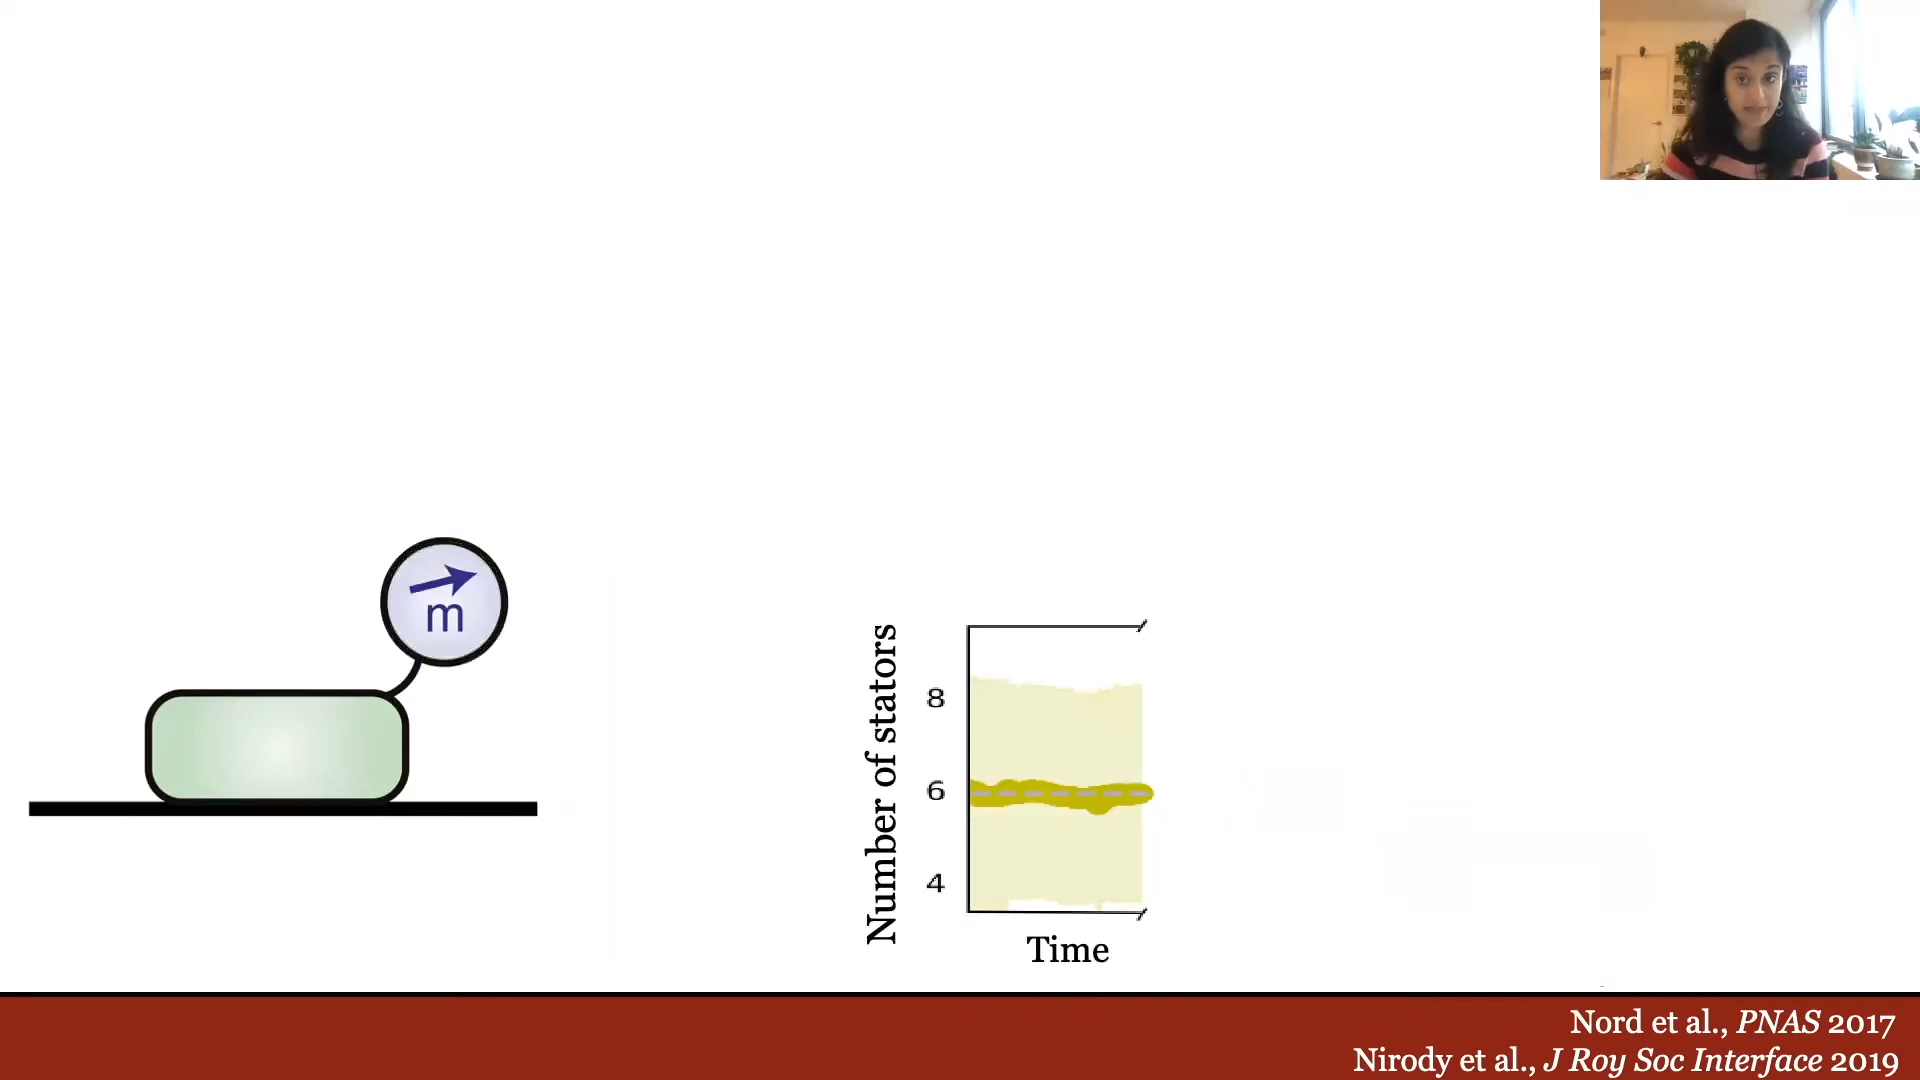 m
Number of stators
8
6
4
Time
Nord et al., PNAS 2017
Nirody et al., J Roy Soc Interface 2019